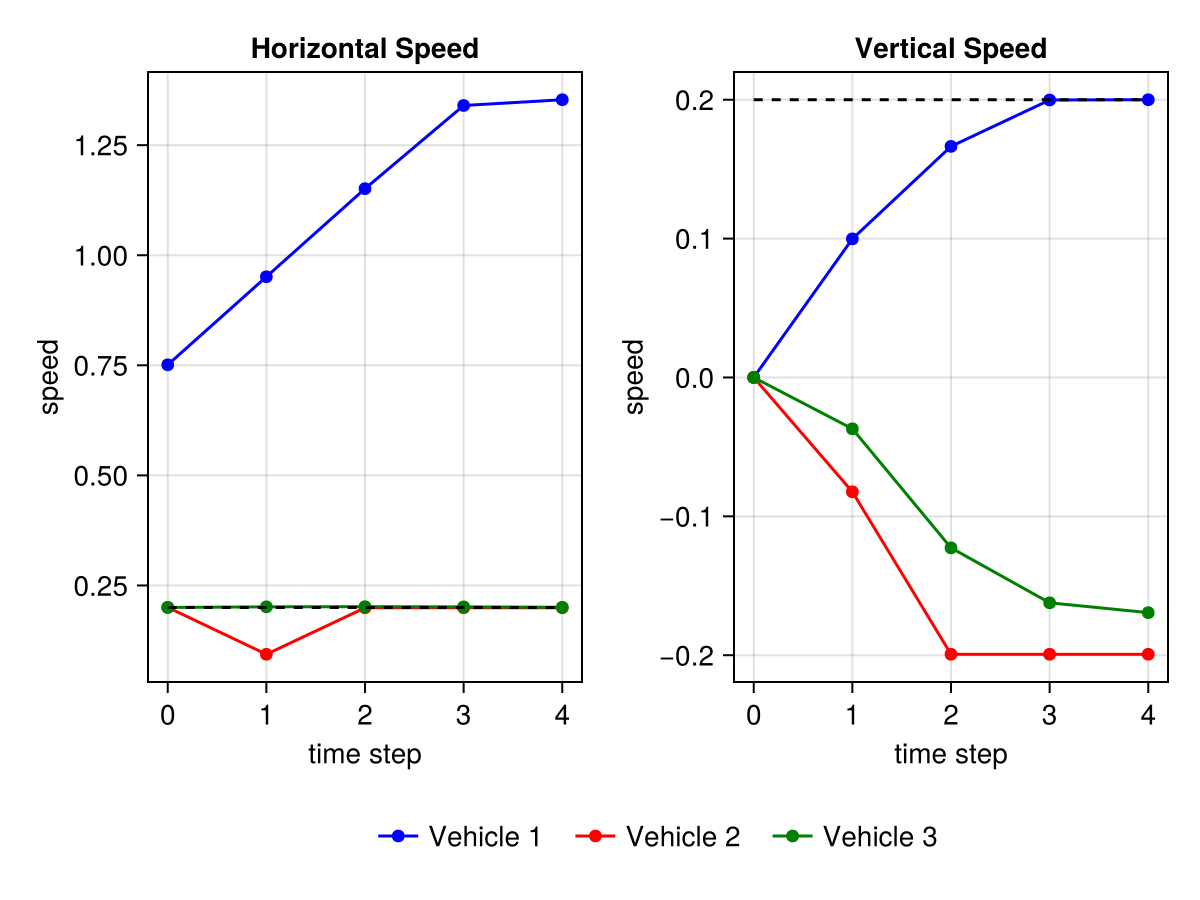 Horizontal Speed
speed
1.25
1.00
0.75
0.50
0.25
0 1 2 3 4
time step
Vertical Speed
speed
0.2
0.1
0.0
−0.1
−0.2
0 1 2 3 4
time step
Vehicle 1 Vehicle 2 Vehicle 3